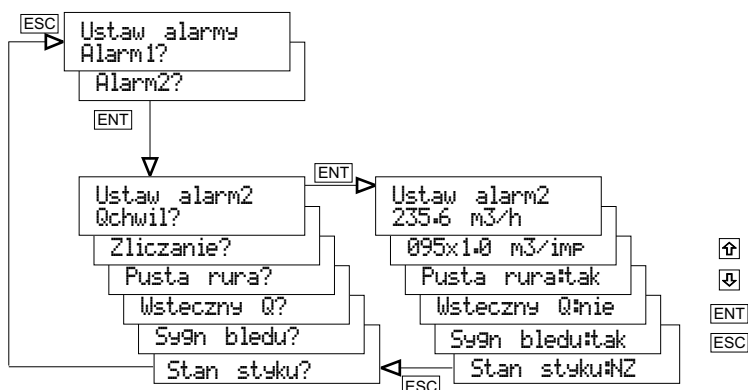 ESC
Ustaw alarmy
Alarm1?
Alarm2?
ENT
Ustaw alarm2
Qchwil?
Zliczanie?
Pusta rura?
Wsteczny Q?
Sygn bledu?
Stan styku?
ENT
Ustaw alarm2
235.6 m3/h
095x1.0 m3/imp
Pusta rura:tak
Wsteczny Q:nie
Sygn bledu:tak
Stan styku:NZ
ESC
ENT
ESC